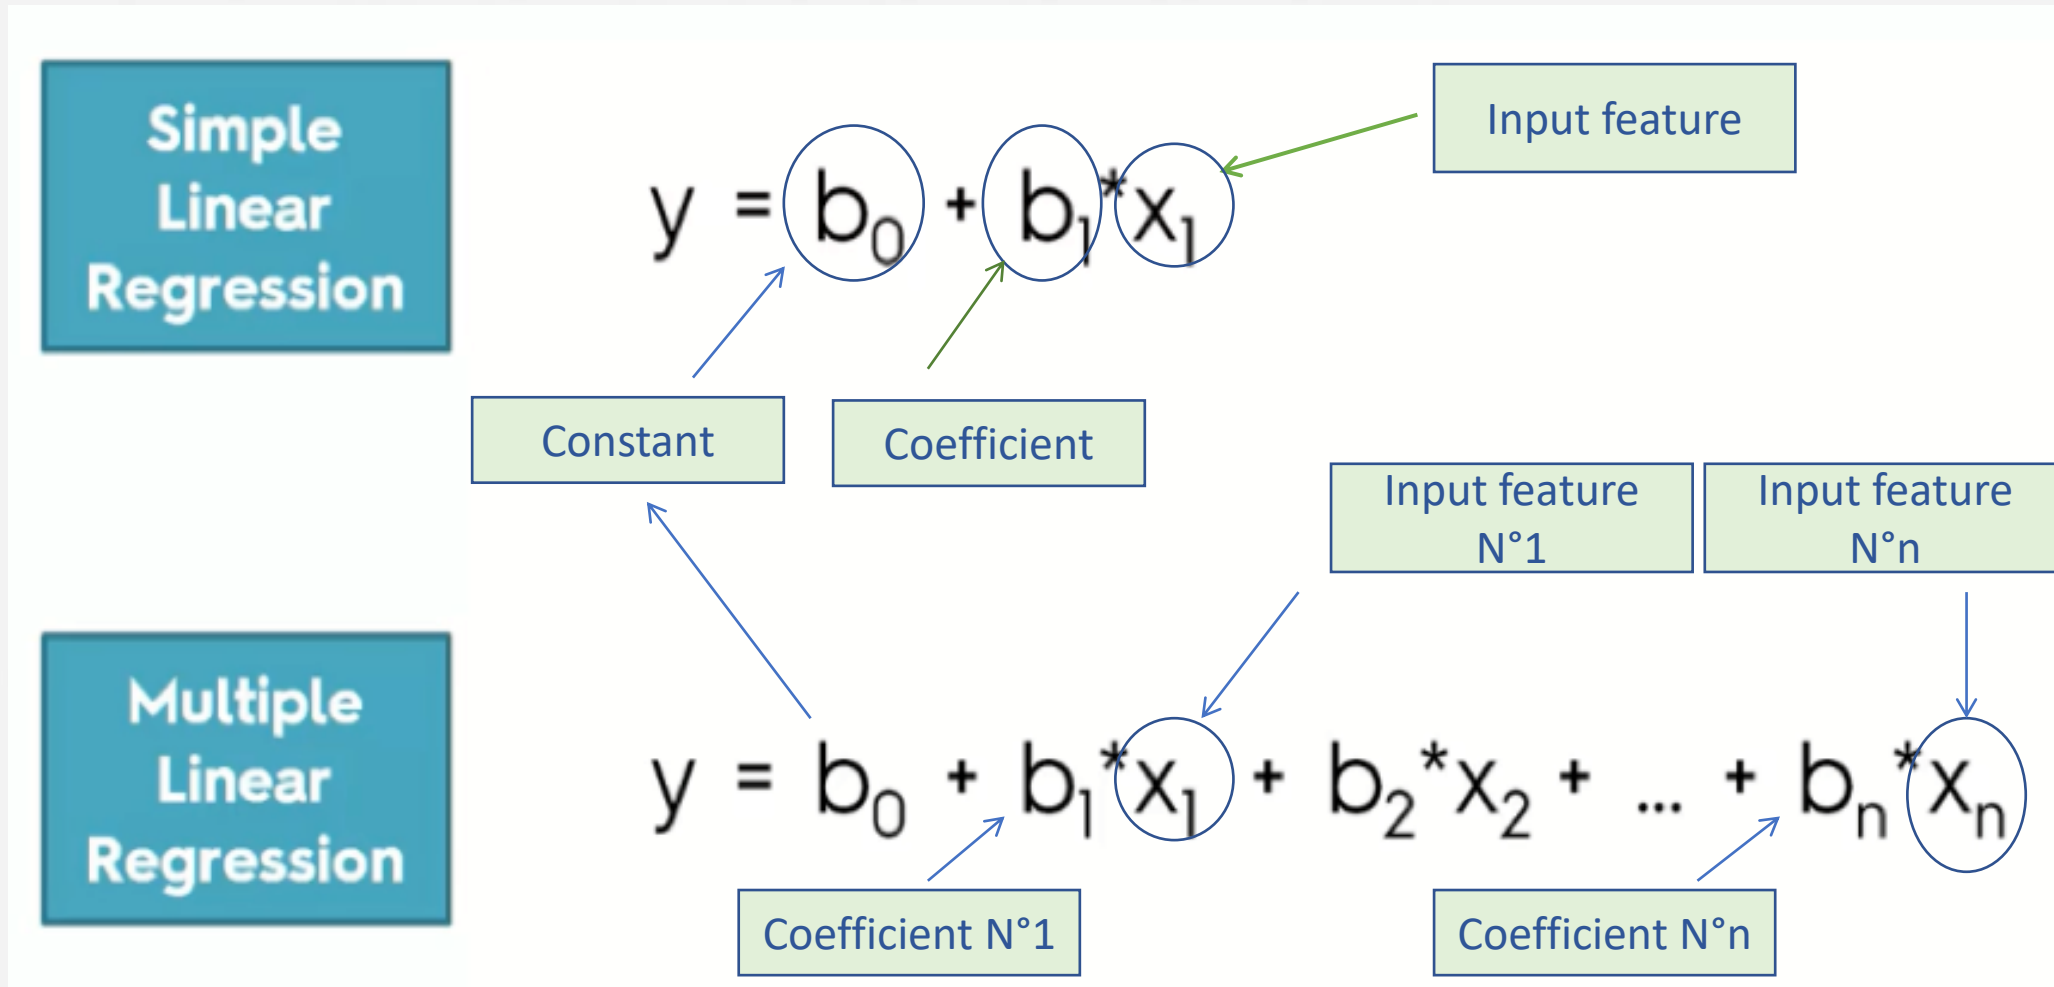 Simple
Linear
Regression
y = b₀ + b₁*x₁
Input feature
Constant
Coefficient
Input feature
N°1
Input feature
N°n
Multiple
Linear
Regression
y = b₀ + b₁*x₁ + b₂*x₂ + ... + bₙ*xₙ
Coefficient N°1
Coefficient N°n